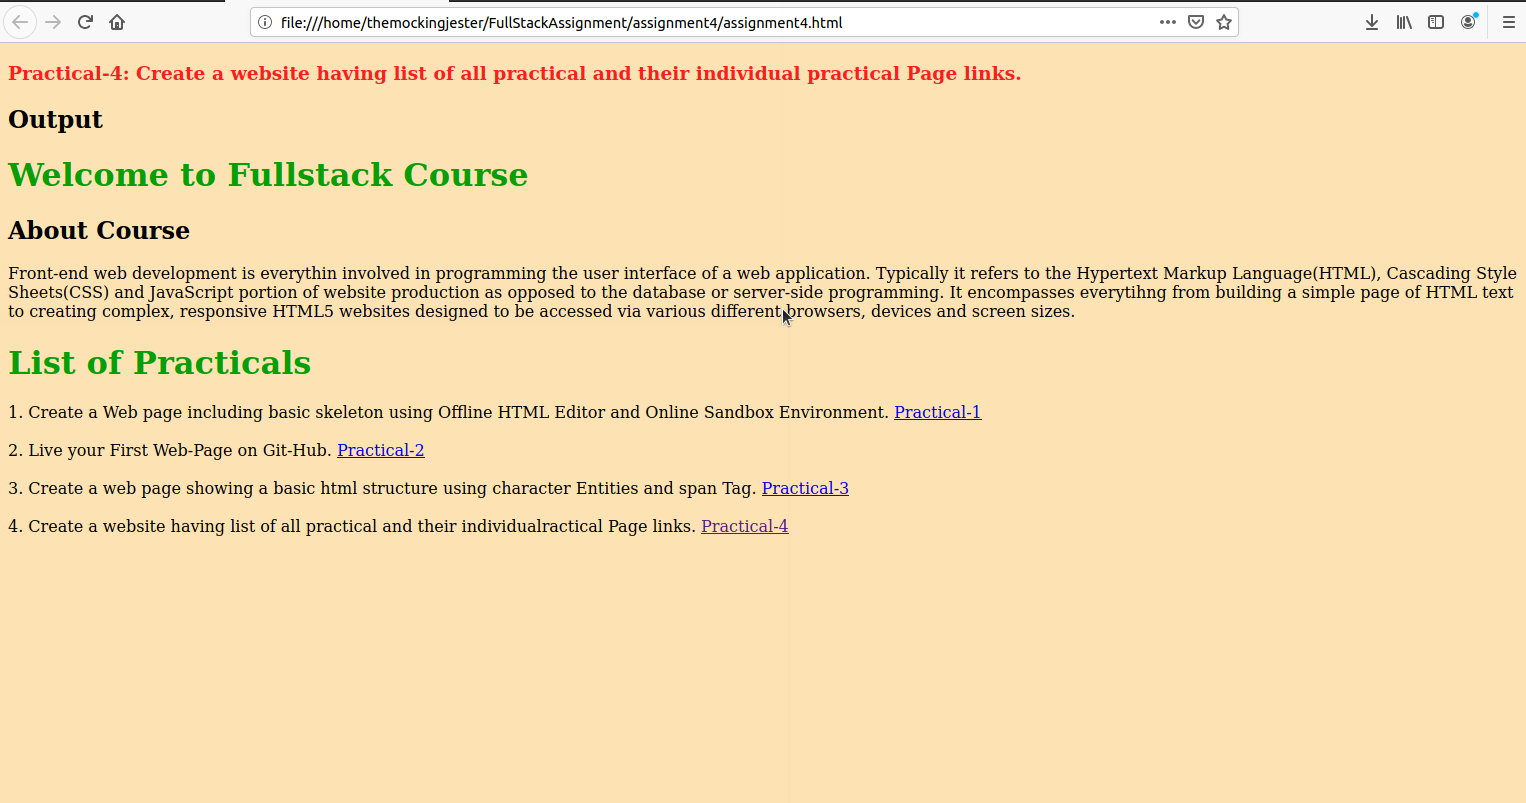 file:///home/themockingjester/FullStackAssignment/assignment4/assignment4.html
Practical-4: Create a website having list of all practical and their individual practical Page links.
Output
Welcome to Fullstack Course
About Course
Front-end web development is everythin involved in programming the user interface of a web application. Typically it refers to the Hypertext Markup Language(HTML), Cascading Style
Sheets(CSS) and JavaScript portion of website production as opposed to the database or server-side programming. It encompasses everytihng from building a simple page of HTML text
to creating complex, responsive HTML5 websites designed to be accessed via various different browsers, devices and screen sizes.
List of Practicals
1. Create a Web page including basic skeleton using Offline HTML Editor and Online Sandbox Environment. Practical-1
2. Live your First Web-Page on Git-Hub. Practical-2
3. Create a web page showing a basic html structure using character Entities and span Tag. Practical-3
4. Create a website having list of all practical and their individualractical Page links. Practical-4